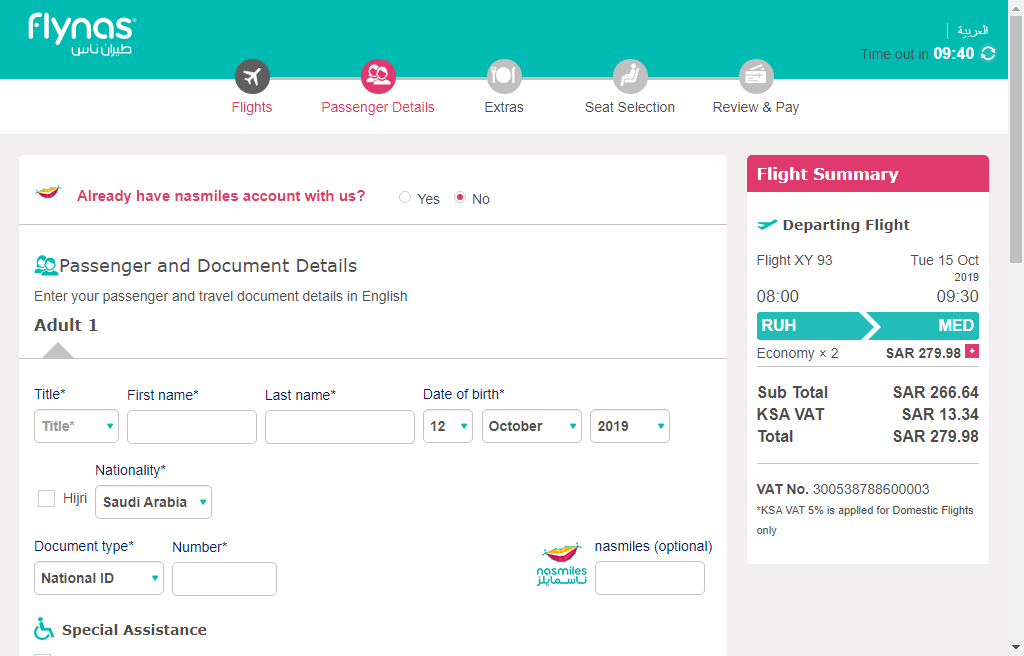 flynas
طيران ناس
العربية
Time out in 09:40
Flights
Passenger Details
Extras
Seat Selection
Review & Pay
Already have nasmiles account with us?
Yes
No
Passenger and Document Details
Enter your passenger and travel document details in English
Adult 1
Title*
First name*
Last name*
Date of birth*
Title*
12
October
2019
Hijri
Nationality*
Saudi Arabia
Document type*
Number*
National ID
nasmiles
ناسمايلز
nasmiles (optional)
Special Assistance
Flight Summary
Departing Flight
Flight XY 93
Tue 15 Oct
2019
08:00
09:30
RUH
MED
Economy × 2
SAR 279.98 +
Sub Total
SAR 266.64
KSA VAT
SAR 13.34
Total
SAR 279.98
VAT No. 300538788600003
*KSA VAT 5% is applied for Domestic Flights
only